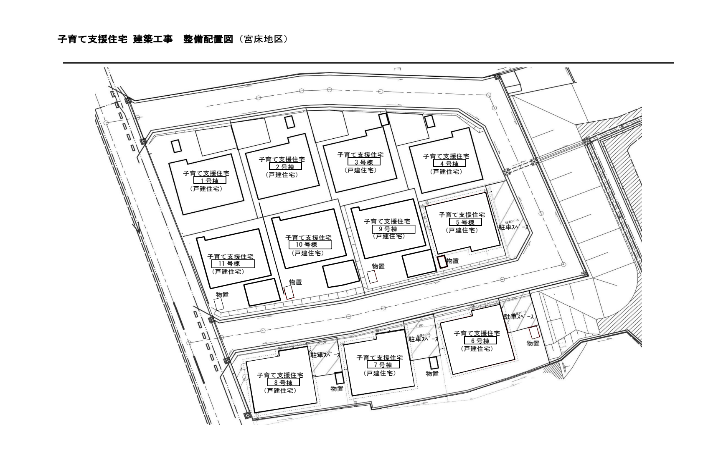 子育て支援住宅 建築工事　整備配置図（宮床地区）
子育て支援住宅
1号棟
（戸建住宅）
子育て支援住宅
2号棟
（戸建住宅）
子育て支援住宅
3号棟
（戸建住宅）
子育て支援住宅
4号棟
（戸建住宅）
子育て支援住宅
11号棟
（戸建住宅）
物置
子育て支援住宅
10号棟
（戸建住宅）
物置
子育て支援住宅
9号棟
（戸建住宅）
物置
子育て支援住宅
5号棟
（戸建住宅）
駐車スペース
物置
子育て支援住宅
8号棟
（戸建住宅）
駐車スペース
物置
子育て支援住宅
7号棟
（戸建住宅）
駐車スペース
物置
子育て支援住宅
6号棟
（戸建住宅）
駐車スペース
物置